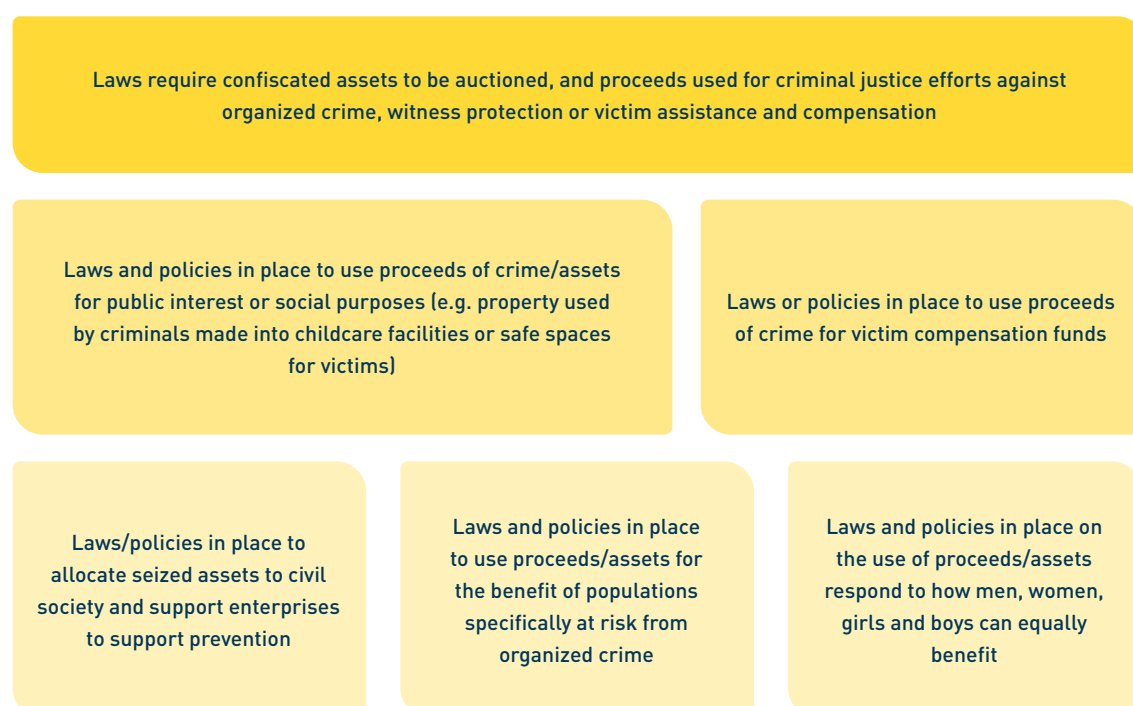 Laws require confiscated assets to be auctioned, and proceeds used for criminal justice efforts against
organized crime, witness protection or victim assistance and compensation
Laws and policies in place to use proceeds of crime/assets
for public interest or social purposes (e.g. property used
by criminals made into childcare facilities or safe spaces
for victims)
Laws or policies in place to use proceeds
of crime for victim compensation funds
Laws/policies in place to
allocate seized assets to civil
society and support enterprises
to support prevention
Laws and policies in place
to use proceeds/assets for
the benefit of populations
specifically at risk from
organized crime
Laws and policies in place on
the use of proceeds/assets
respond to how men, women,
girls and boys can equally
benefit